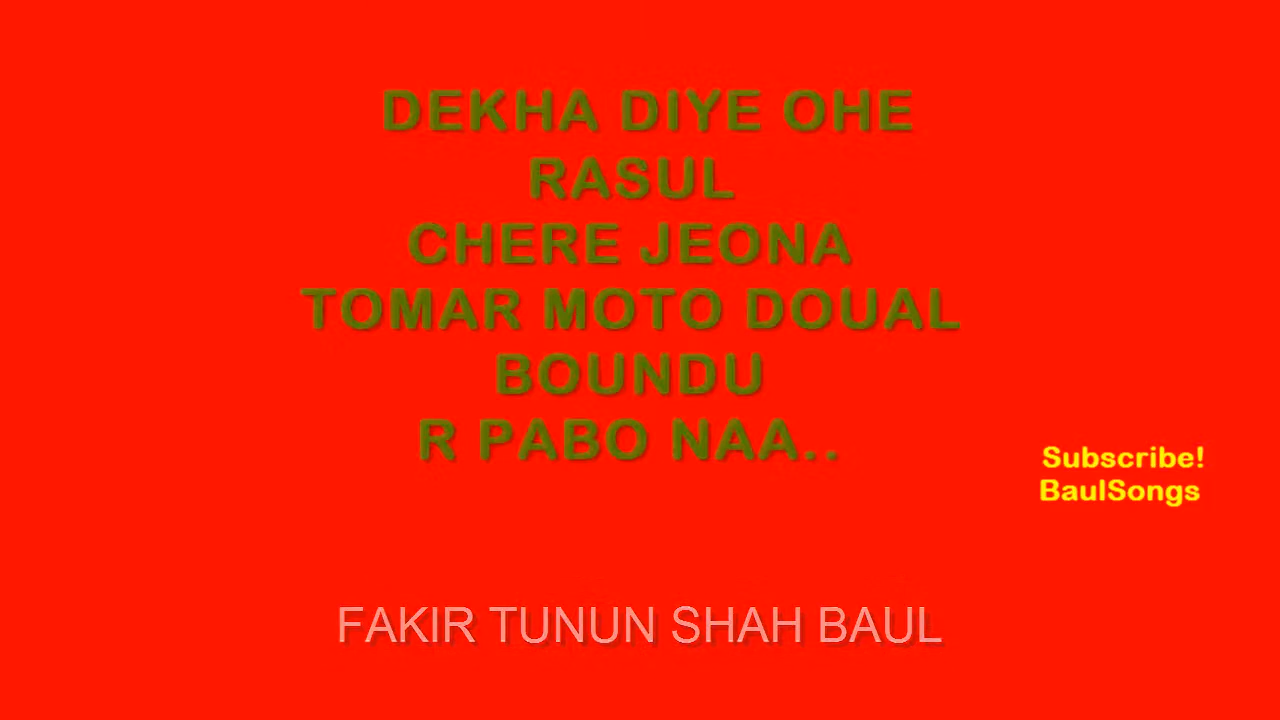 DEKHA DIYE OHE
RASUL
CHERE JEONA
TOMAR MOTO DOUAL
BOUNDU
R PABO NAA..
Subscribe!
BaulSongs
FAKIR TUNUN SHAH BAUL